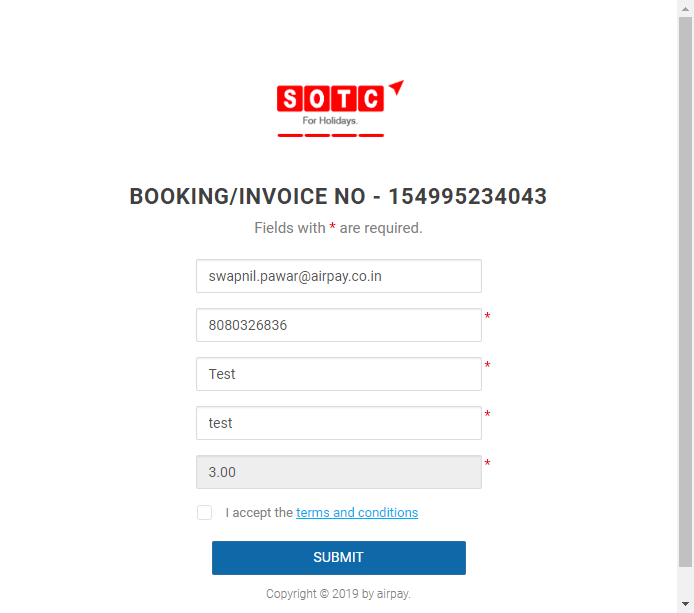 SOTC
For Holidays.
BOOKING/INVOICE NO - 154995234043
Fields with * are required.
swapnil.pawar@airpay.co.in
8080326836 *
Test *
test *
3.00 *
I accept the terms and conditions
SUBMIT
Copyright © 2019 by airpay.